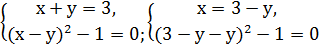 {x+y = 3, {x = 3 − y,
{(x−y)² − 1 = 0; {(3 − y − y)² − 1 = 0